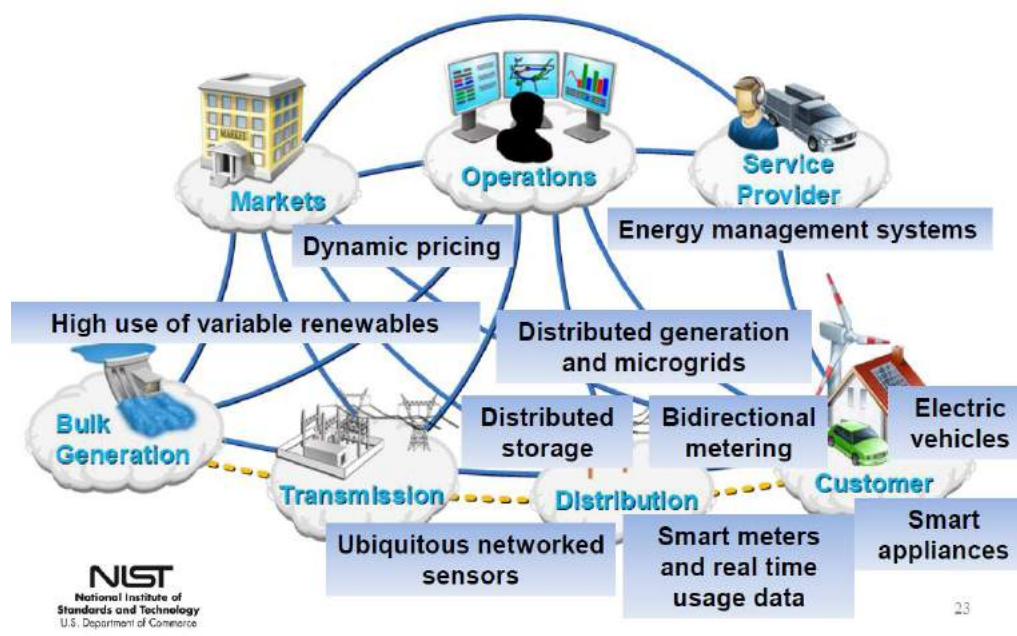 MARKET
Markets
Operations
Service
Provider
Dynamic pricing
Energy management systems
High use of variable renewables
Distributed generation
and microgrids
Bulk
Generation
Distributed
storage
Bidirectional
metering
Electric
vehicles
Transmission
Distribution
Customer
Ubiquitous networked
sensors
Smart meters
and real time
usage data
Smart
appliances
NIST
National Institute of
Standards and Technology
U.S. Department of Commerce
23